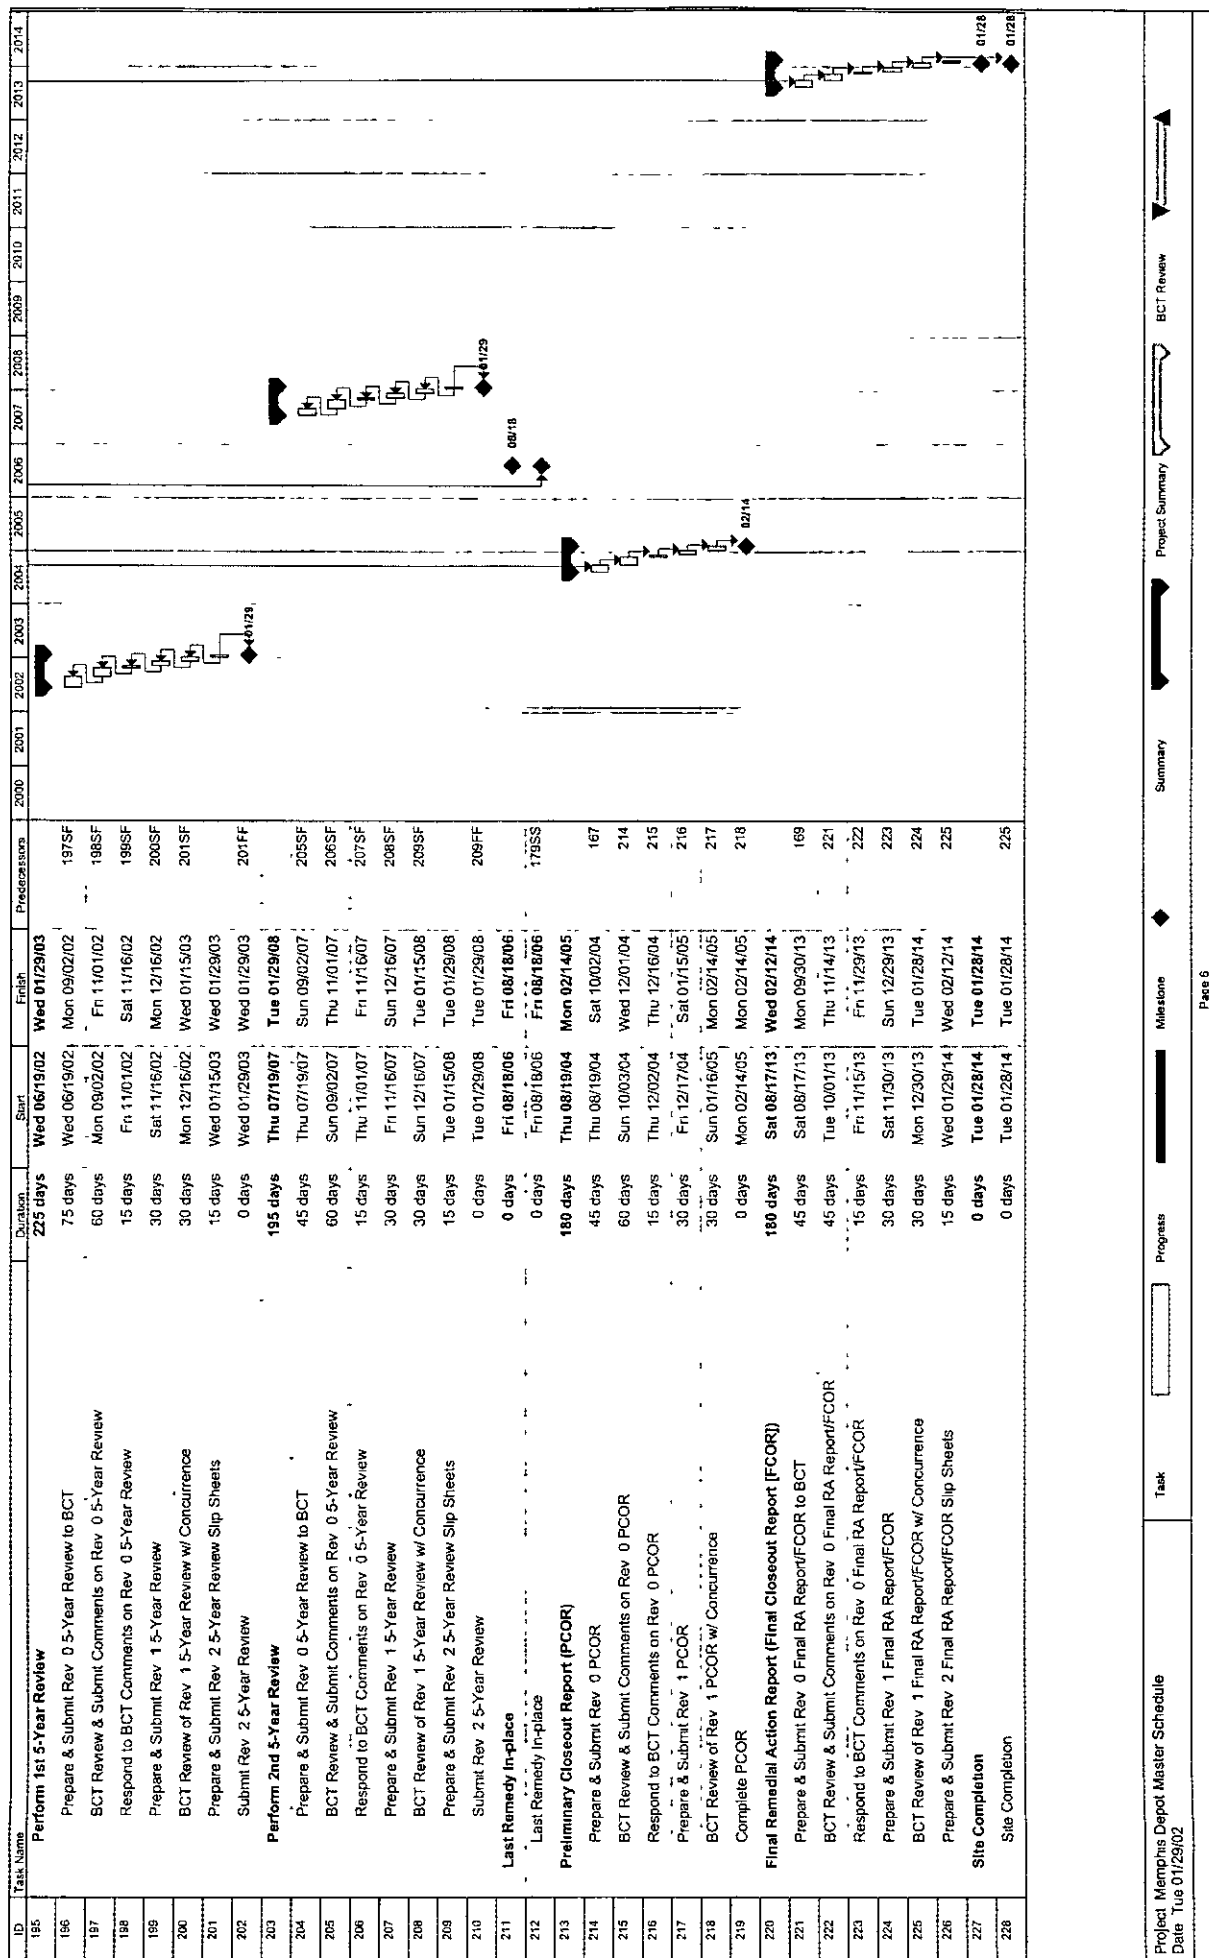 ID Task Name Duration Start Finish Predecessors 2000 2001 2002 2003 2004 2005 2006 2007 2008 2009 2010 2011 2012 2013 2014
195 Perform 1st 5-Year Review 225 days Wed 06/19/02 Wed 01/29/03
196 Prepare & Submit Rev 0 5-Year Review to BCT 75 days Wed 06/19/02 Mon 09/02/02 197SF
197 BCT Review & Submit Comments on Rev 0 5-Year Review 60 days Mon 09/02/02 Fri 11/01/02 198SF
198 Respond to BCT Comments on Rev 0 5-Year Review 15 days Fri 11/01/02 Sat 11/16/02 199SF
199 Prepare & Submit Rev 1 5-Year Review 30 days Sat 11/16/02 Mon 12/16/02 200SF
200 BCT Review of Rev 1 5-Year Review w/ Concurrence 30 days Mon 12/16/02 Wed 01/15/03 201SF
201 Prepare & Submit Rev 2 5-Year Review Slip Sheets 15 days Wed 01/15/03 Wed 01/29/03
202 Submit Rev 2 5-Year Review 0 days Wed 01/29/03 Wed 01/29/03 201FF 01/29
203 Perform 2nd 5-Year Review 195 days Thu 07/19/07 Tue 01/29/08
204 Prepare & Submit Rev 0 5-Year Review to BCT 45 days Thu 07/19/07 Sun 09/02/07 205SF
205 BCT Review & Submit Comments on Rev 0 5-Year Review 60 days Sun 09/02/07 Thu 11/01/07 206SF
206 Respond to BCT Comments on Rev 0 5-Year Review 15 days Thu 11/01/07 Fri 11/16/07 207SF
207 Prepare & Submit Rev 1 5-Year Review 30 days Fri 11/16/07 Sun 12/16/07 208SF
208 BCT Review of Rev 1 5-Year Review w/ Concurrence 30 days Sun 12/16/07 Tue 01/15/08 209SF
209 Prepare & Submit Rev 2 5-Year Review Slip Sheets 15 days Tue 01/15/08 Tue 01/29/08
210 Submit Rev 2 5-Year Review 0 days Tue 01/29/08 Tue 01/29/08 209FF 01/29
211 Last Remedy In-place 0 days Fri 08/18/06 Fri 08/18/06 08/18
212 Last Remedy In-place 0 days Fri 08/18/06 Fri 08/18/06 179SS
213 Preliminary Closeout Report (PCOR) 180 days Thu 08/19/04 Mon 02/14/05
214 Prepare & Submit Rev 0 PCOR 45 days Thu 08/19/04 Sat 10/02/04 167
215 BCT Review & Submit Comments on Rev 0 PCOR 60 days Sun 10/03/04 Wed 12/01/04 214
216 Respond to BCT Comments on Rev 0 PCOR 15 days Thu 12/02/04 Thu 12/16/04 215
217 Prepare & Submit Rev 1 PCOR 30 days Fri 12/17/04 Sat 01/15/05 216
218 BCT Review of Rev 1 PCOR w/ Concurrence 30 days Sun 01/16/05 Mon 02/14/05 217
219 Complete PCOR 0 days Mon 02/14/05 Mon 02/14/05 218 02/14
220 Final Remedial Action Report (Final Closeout Report [FCOR]) 180 days Sat 08/17/13 Wed 02/12/14
221 Prepare & Submit Rev 0 Final RA Report/FCOR to BCT 45 days Sat 08/17/13 Mon 09/30/13 169
222 BCT Review & Submit Comments on Rev 0 Final RA Report/FCOR 45 days Tue 10/01/13 Thu 11/14/13 221
223 Respond to BCT Comments on Rev 0 Final RA Report/FCOR 15 days Fri 11/15/13 Fri 11/29/13 222
224 Prepare & Submit Rev 1 Final RA Report/FCOR 30 days Sat 11/30/13 Sun 12/29/13 223
225 BCT Review of Rev 1 Final RA Report/FCOR w/ Concurrence 30 days Mon 12/30/13 Tue 01/28/14 224
226 Prepare & Submit Rev 2 Final RA Report/FCOR Slip Sheets 15 days Wed 01/29/14 Wed 02/12/14 225
227 Site Completion 0 days Tue 01/28/14 Tue 01/28/14 01/28
228 Site Completion 0 days Tue 01/28/14 Tue 01/28/14 225 01/28
Project Memphis Depot Master Schedule
Date Tue 01/29/02
Task Progress Milestone Summary Project Summary BCT Review
Page 6